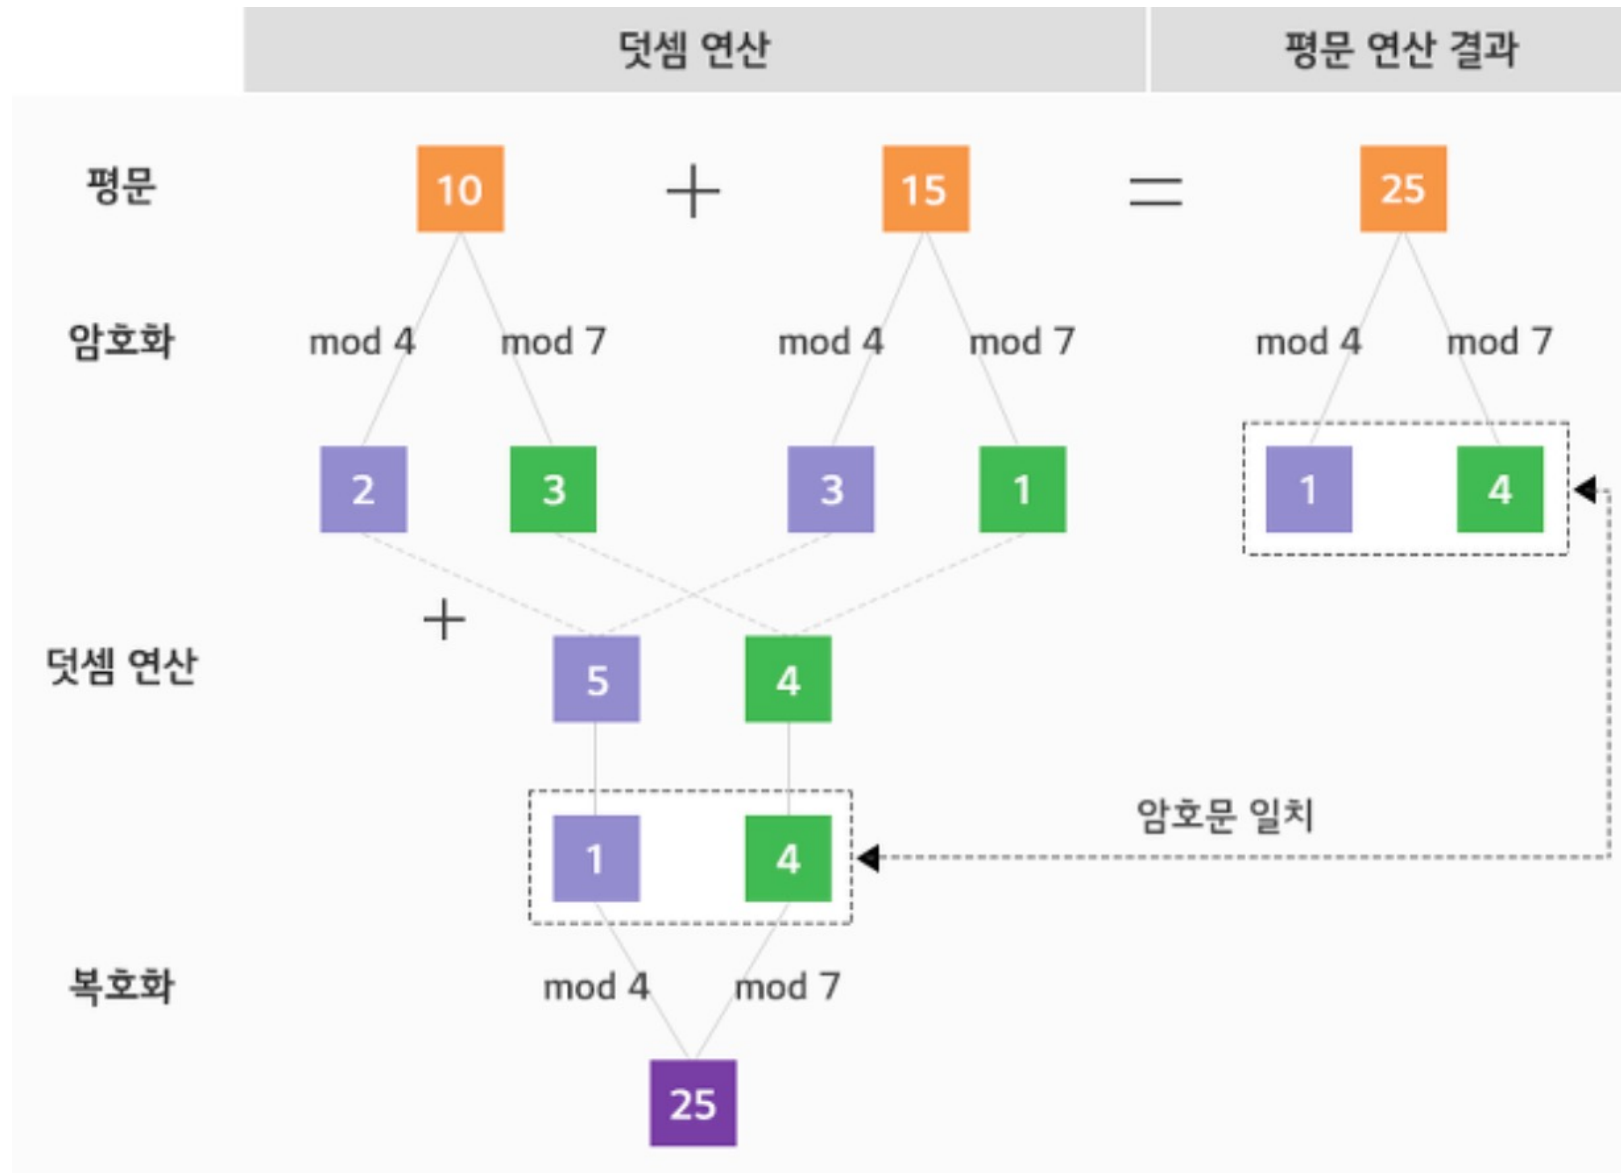 덧셈 연산 평문 연산 결과
평문 10 + 15 = 25
암호화 mod 4 mod 7 mod 4 mod 7 mod 4 mod 7
2 3 3 1 1 4
+
덧셈 연산 5 4
암호문 일치
1 4
복호화 mod 4 mod 7
25